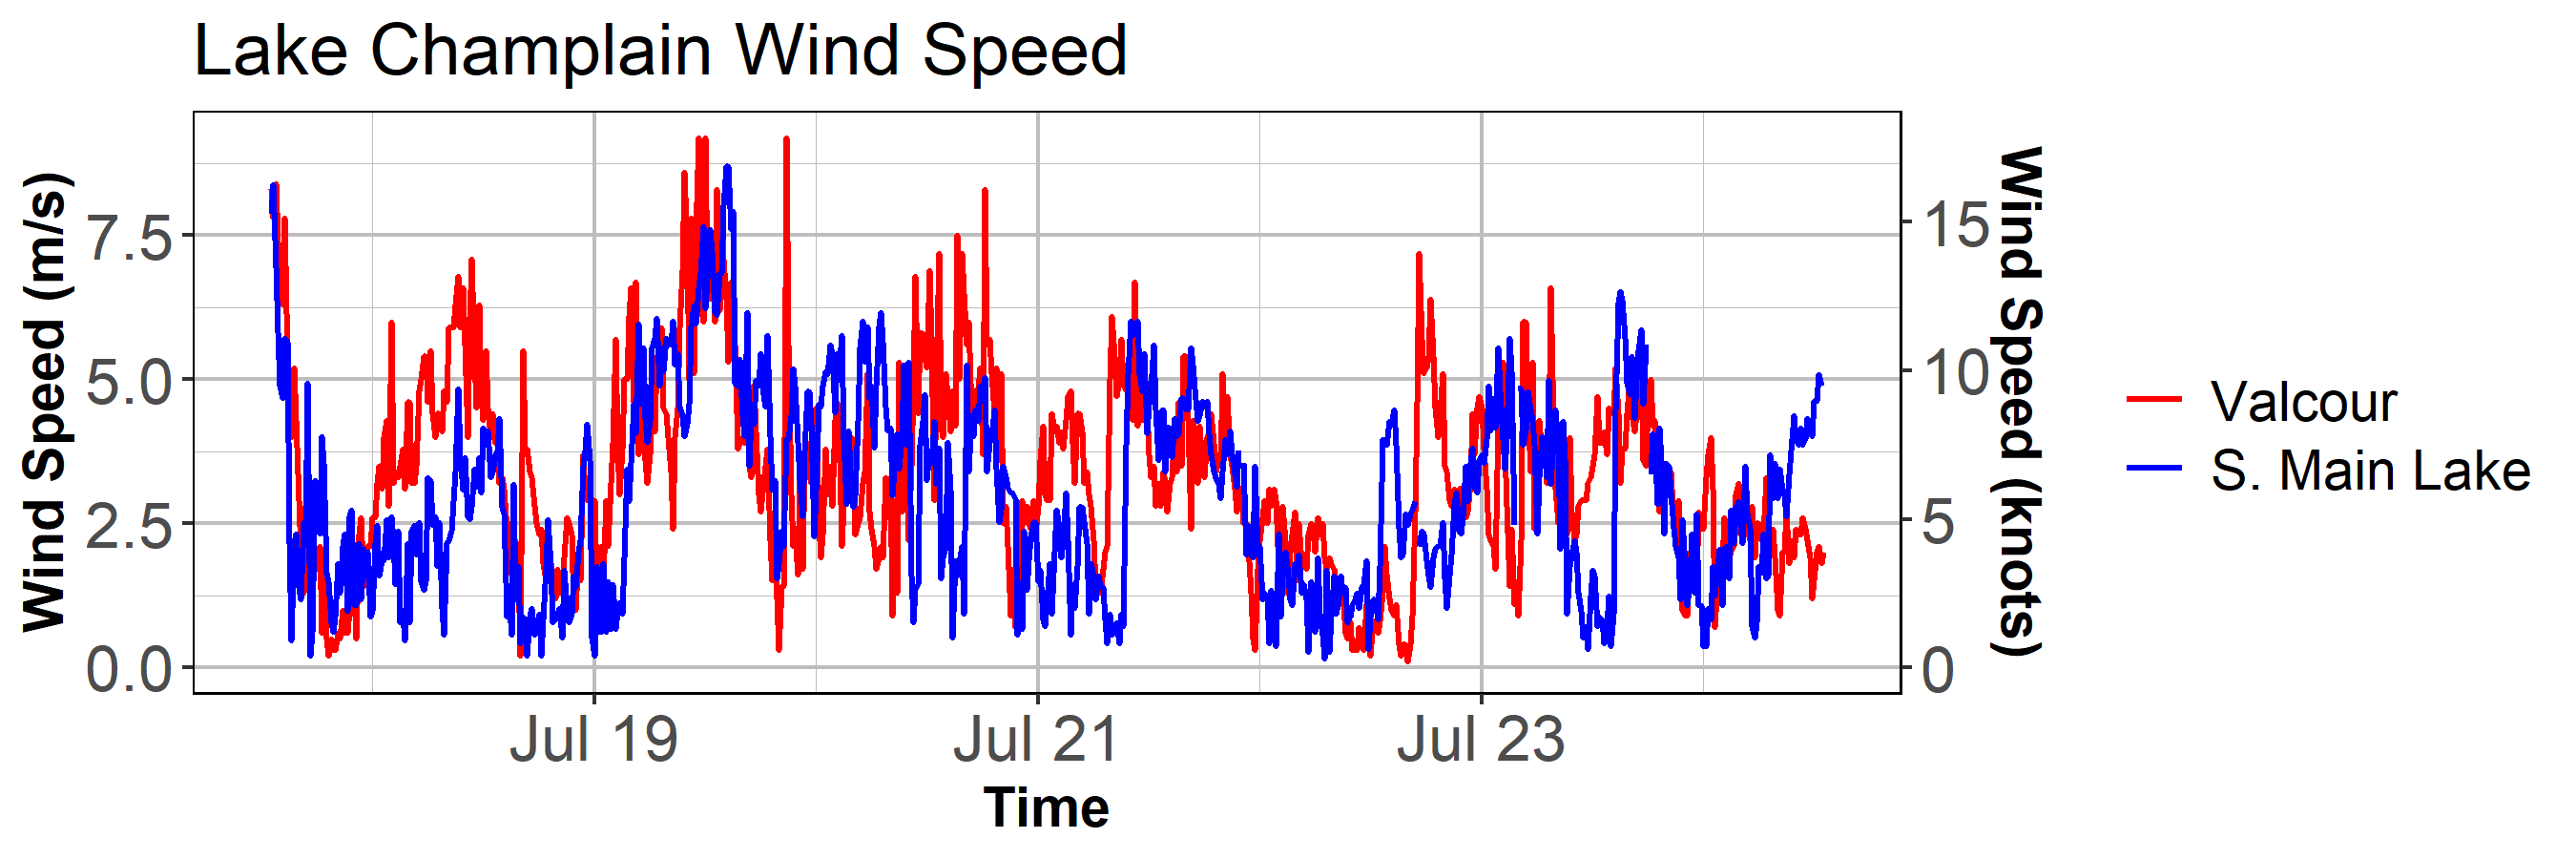 Lake Champlain Wind Speed
Wind Speed (m/s)
7.5
5.0
2.5
0.0
15
10
5
0
Wind Speed (knots)
Jul 19
Jul 21
Jul 23
Time
Valcour
S. Main Lake